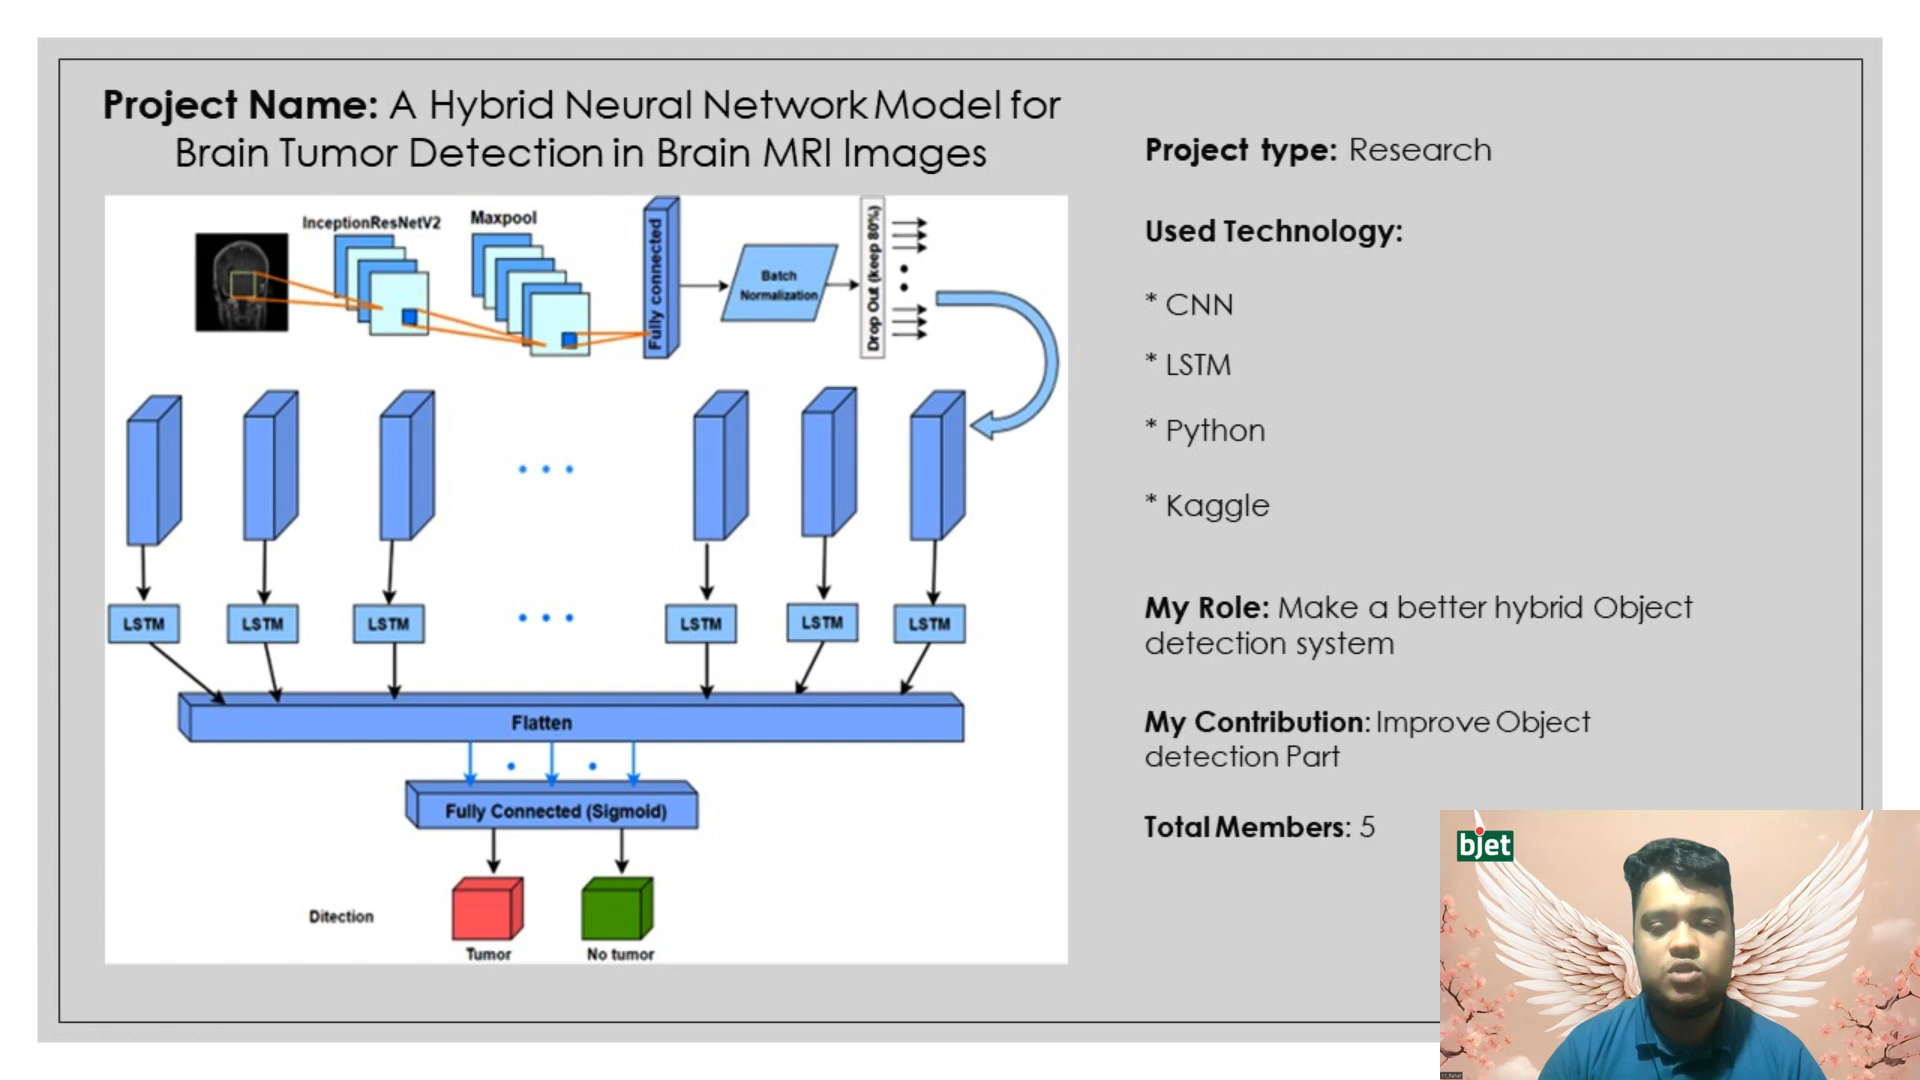 Project Name: A Hybrid Neural Network Model for
Brain Tumor Detection in Brain MRI Images
InceptionResNetV2
Maxpool
Fully connected
Batch
Normalization
Drop Out (keep 80%)
LSTM
LSTM
LSTM
LSTM
LSTM
LSTM
Flatten
Fully Connected (Sigmoid)
Ditection
Tumor
No tumor
Project type: Research
Used Technology:
* CNN
* LSTM
* Python
* Kaggle
My Role: Make a better hybrid Object
detection system
My Contribution: Improve Object
detection Part
Total Members: 5
bjet